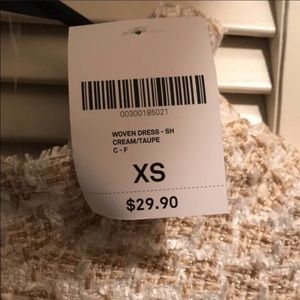 00300185021
WOVEN DRESS - SH
CREAM/TAUPE
C - F
XS
$29.90